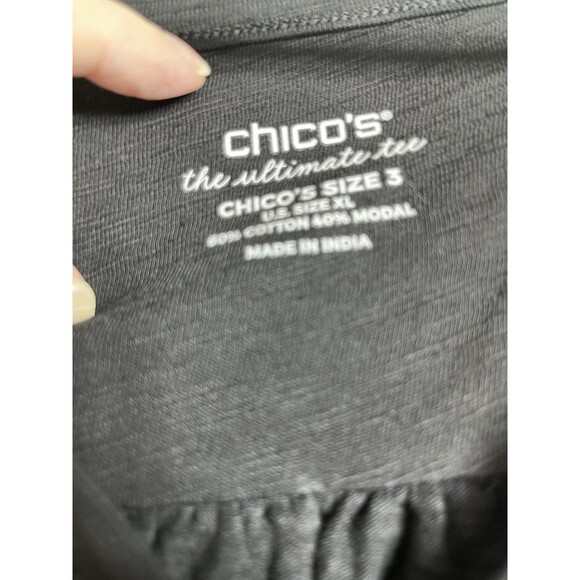 chico's®
the ultimate tee
CHICO'S SIZE 3
U.S. SIZE XL
60% COTTON 40% MODAL
MADE IN INDIA